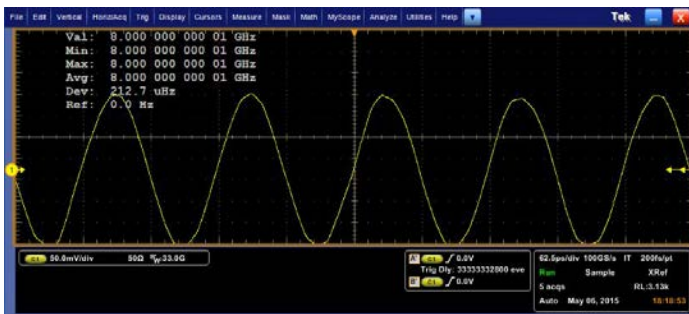 File Edit Vertical Horiz/Acq Trig Display Cursors Measure Mask Math MyScope Analyze Utilities Help Tek X
Val: 8.000 000 000 01 GHz
Min: 8.000 000 000 01 GHz
Max: 8.000 000 000 01 GHz
Avg: 8.000 000 000 01 GHz
Dev: 212.7 uHz
Ref: 0.0 Hz
1
C1 50.0mV/div 50Ω BW:33.0G
A' C1 / 0.0V
Trig Dly: 33333332800 eve
B' C1 / 0.0V
62.5ps/div 100GS/s IT 200fs/pt
Run Sample XRef
5 acqs RL:3.13k
Auto May 06, 2015 18:18:53